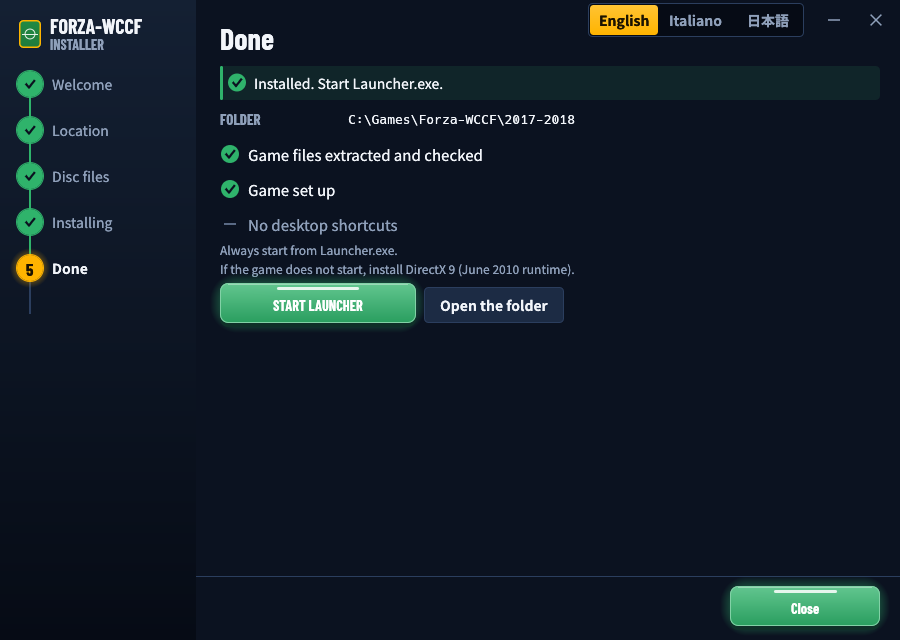 FORZA-WCCF
INSTALLER
English
Italiano
日本語
Welcome
Location
Disc files
Installing
5
Done
Done
Installed. Start Launcher.exe.
FOLDER
C:\Games\Forza-WCCF\2017-2018
Game files extracted and checked
Game set up
No desktop shortcuts
Always start from Launcher.exe.
If the game does not start, install DirectX 9 (June 2010 runtime).
START LAUNCHER
Open the folder
Close